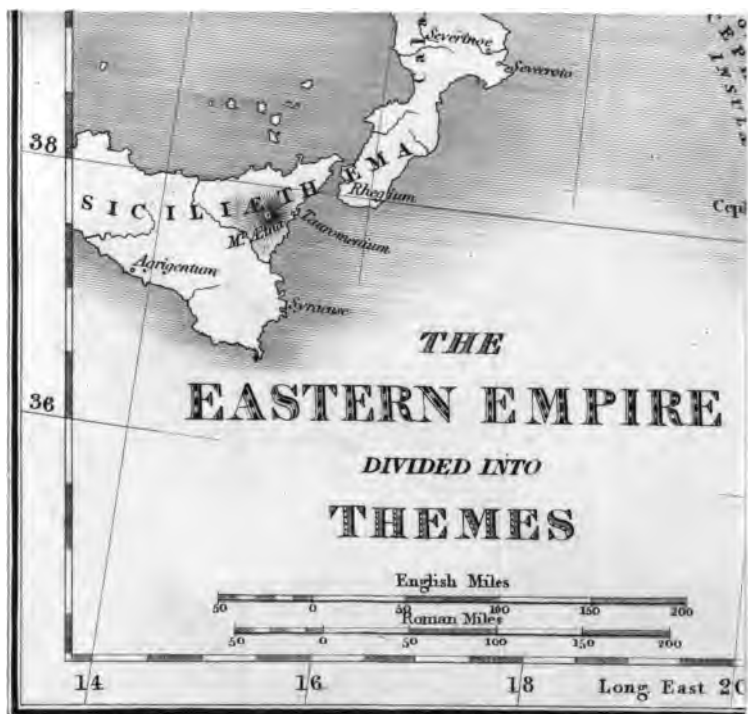 Severinoe
Severoto
38
SICILIÆ THEMA
Rhegium
Mt. Ætna
Tauromenium
Agrigentum
Syracuse
INSULÆ
THE
EASTERN EMPIRE
36
DIVIDED INTO
THEMES
English Miles
50 0 50 100 150 200
Roman Miles
50 0 50 100 150 200
14 16 18 Long East 20